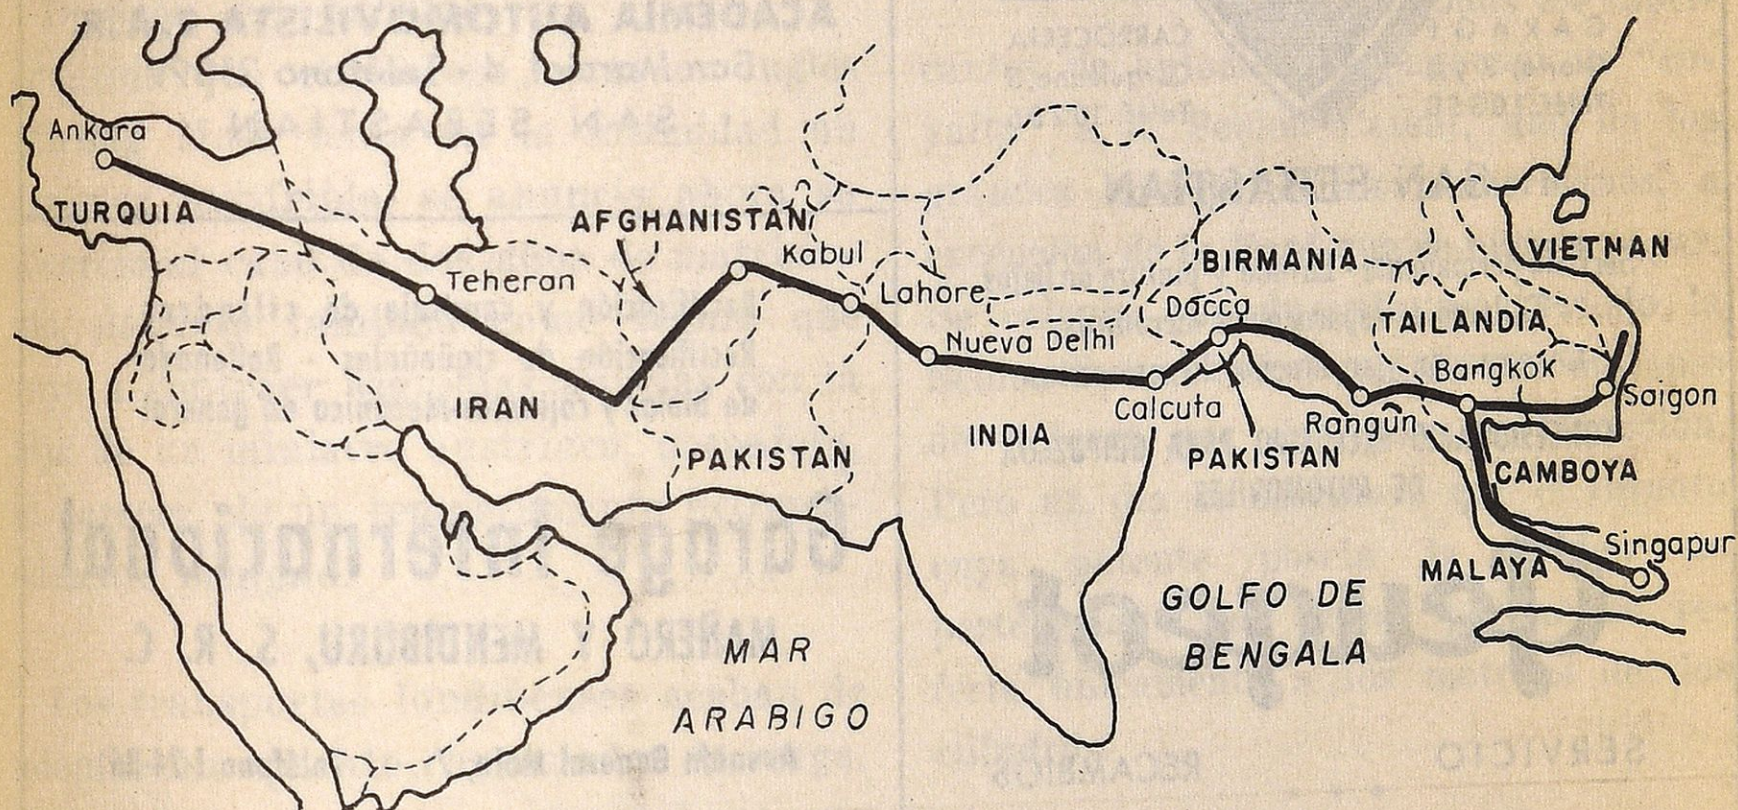 Ankara
TURQUIA
AFGHANISTAN
Kabul
Teheran
Lahore
BIRMANIA
VIETNAN
Dacca
TAILANDIA
Nueva Delhi
Bangkok
Saigon
IRAN
Calcuta
Rangûn
INDIA
PAKISTAN
PAKISTAN
CAMBOYA
Singapur
MALAYA
GOLFO DE
BENGALA
MAR
ARABIGO